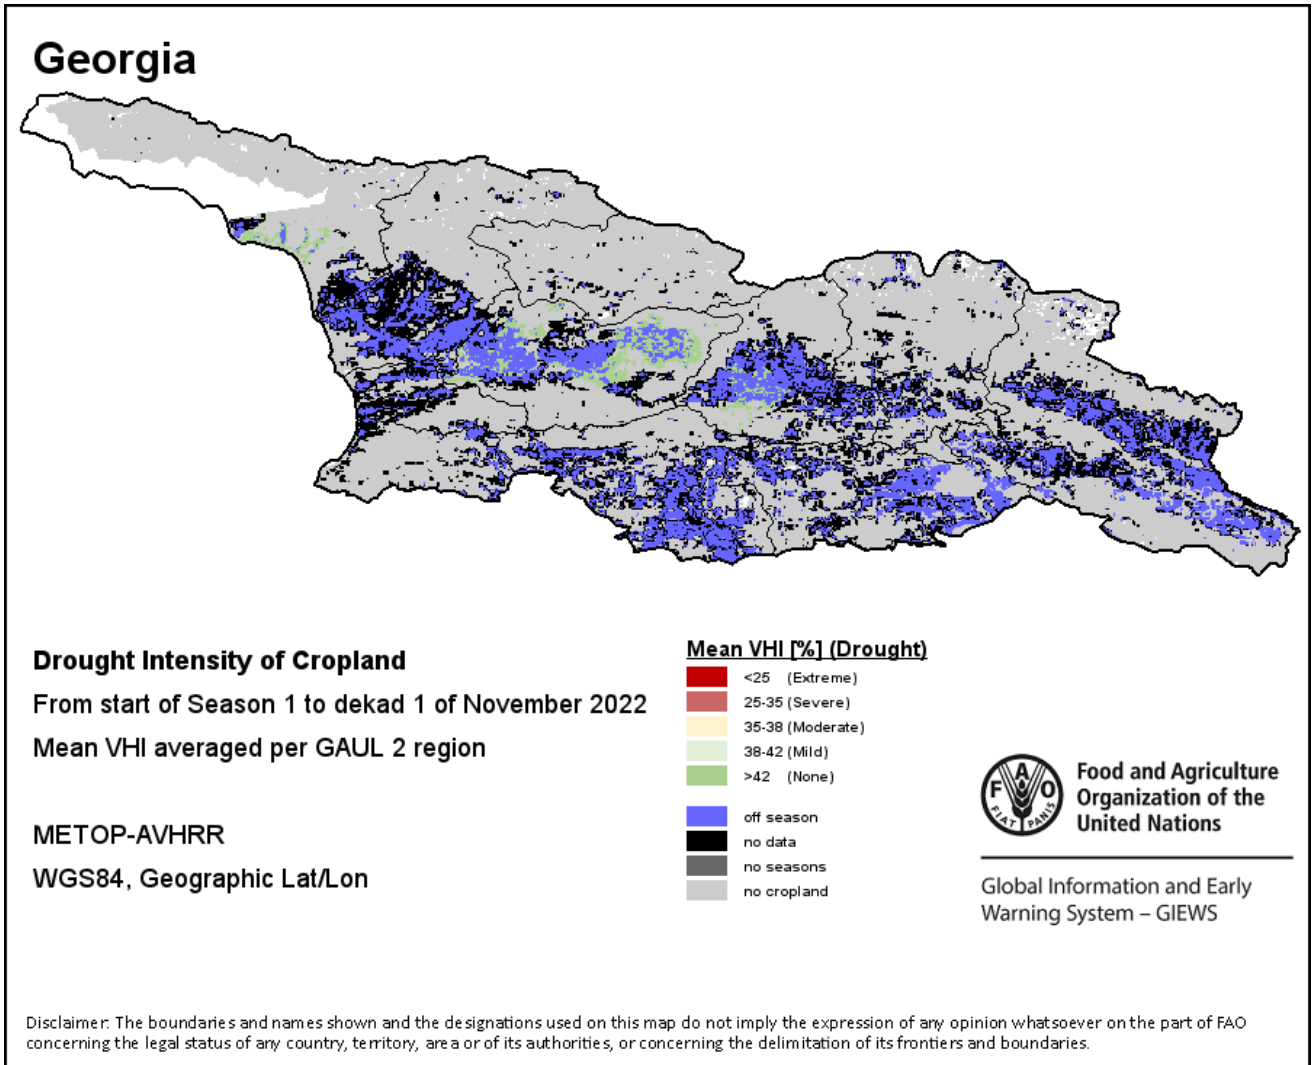 Georgia
Drought Intensity of Cropland
From start of Season 1 to dekad 1 of November 2022
Mean VHI averaged per GAUL 2 region
METOP-AVHRR
WGS84, Geographic Lat/Lon
Mean VHI [%] (Drought)
<25 (Extreme)
25-35 (Severe)
35-38 (Moderate)
38-42 (Mild)
>42 (None)
off season
no data
no seasons
no cropland
F A O
FIAT PANIS
Food and Agriculture
Organization of the
United Nations
Global Information and Early
Warning System – GIEWS
Disclaimer: The boundaries and names shown and the designations used on this map do not imply the expression of any opinion whatsoever on the part of FAO
concerning the legal status of any country, territory, area or of its authorities, or concerning the delimitation of its frontiers and boundaries.